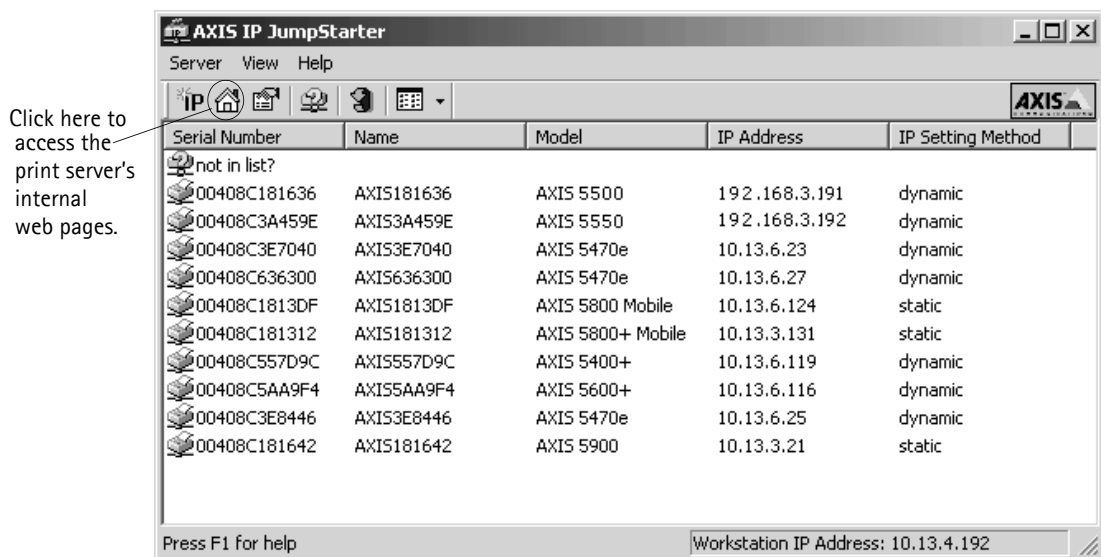 AXIS IP JumpStarter
Server View Help
IP
AXIS
COMMUNICATIONS
Click here to
access the
print server's
internal
web pages.
Serial Number Name Model IP Address IP Setting Method
not in list?
00408C181636 AXIS181636 AXIS 5500 192.168.3.191 dynamic
00408C3A459E AXIS3A459E AXIS 5550 192.168.3.192 dynamic
00408C3E7040 AXIS3E7040 AXIS 5470e 10.13.6.23 dynamic
00408C636300 AXIS636300 AXIS 5470e 10.13.6.27 dynamic
00408C1813DF AXIS1813DF AXIS 5800 Mobile 10.13.6.124 static
00408C181312 AXIS181312 AXIS 5800+ Mobile 10.13.3.131 static
00408C557D9C AXIS557D9C AXIS 5400+ 10.13.6.119 dynamic
00408C5AA9F4 AXIS5AA9F4 AXIS 5600+ 10.13.6.116 dynamic
00408C3E8446 AXIS3E8446 AXIS 5470e 10.13.6.25 dynamic
00408C181642 AXIS181642 AXIS 5900 10.13.3.21 static
Press F1 for help Workstation IP Address: 10.13.4.192